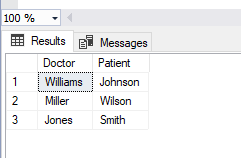 100 %
Results Messages
Doctor Patient
1 Williams Johnson
2 Miller Wilson
3 Jones Smith